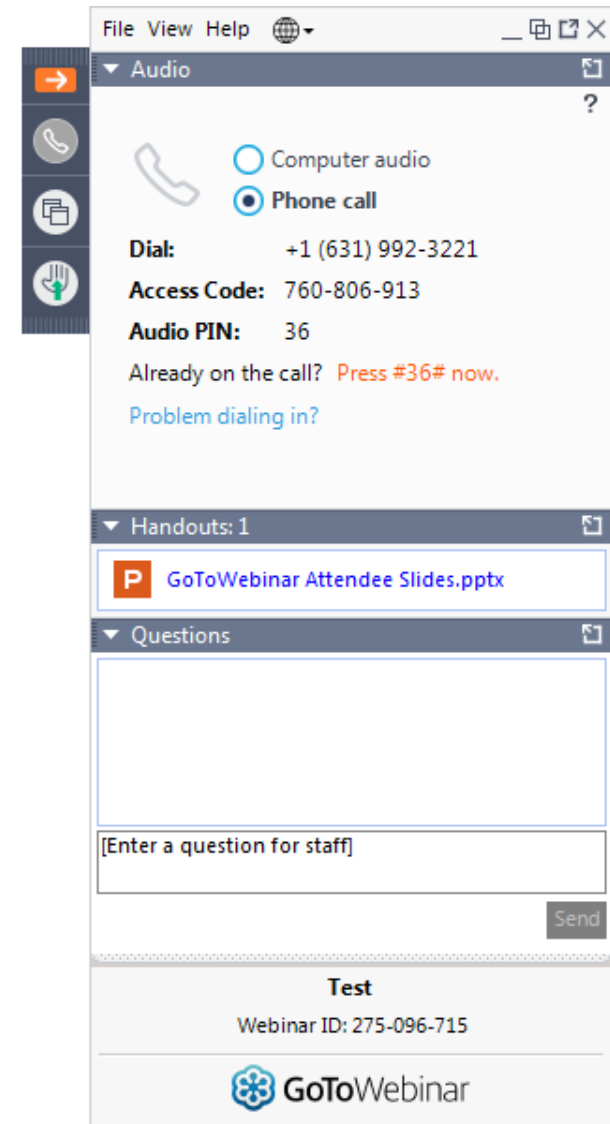 File View Help
Audio
?
Computer audio
Phone call
Dial: +1 (631) 992-3221
Access Code: 760-806-913
Audio PIN: 36
Already on the call? Press #36# now.
Problem dialing in?
Handouts: 1
P GoToWebinar Attendee Slides.pptx
Questions
[Enter a question for staff]
Send
Test
Webinar ID: 275-096-715
GoToWebinar